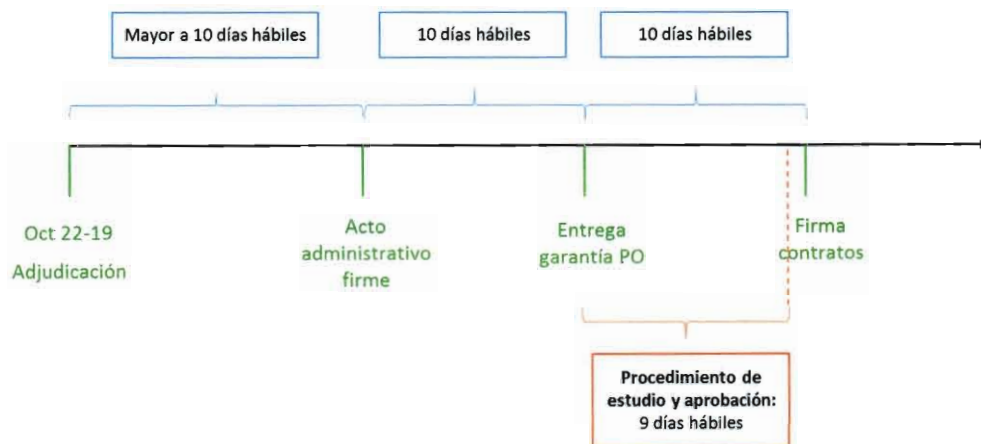 Mayor a 10 días hábiles
10 días hábiles
10 días hábiles
Oct 22-19
Adjudicación
Acto
administrativo
firme
Entrega
garantía PO
Firma
contratos
Procedimiento de
estudio y aprobación:
9 días hábiles